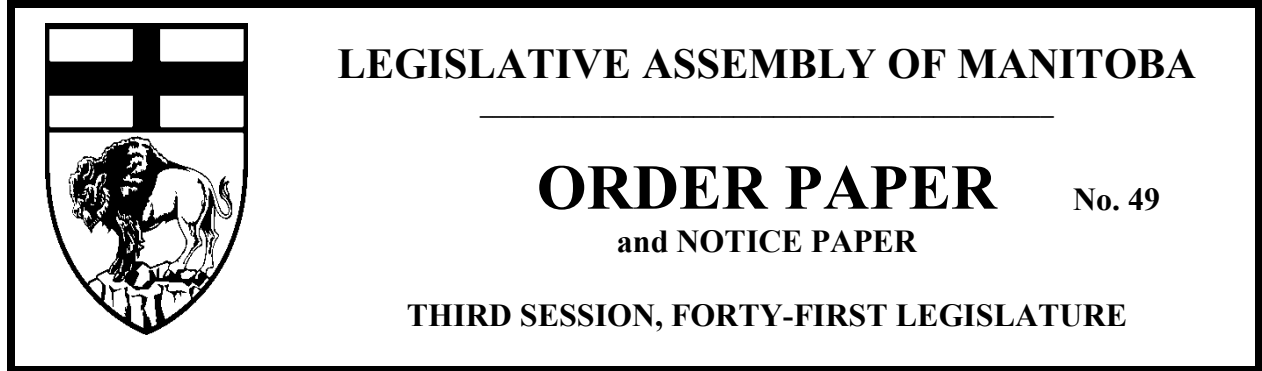 LEGISLATIVE ASSEMBLY OF MANITOBA
ORDER PAPER No. 49
and NOTICE PAPER
THIRD SESSION, FORTY-FIRST LEGISLATURE